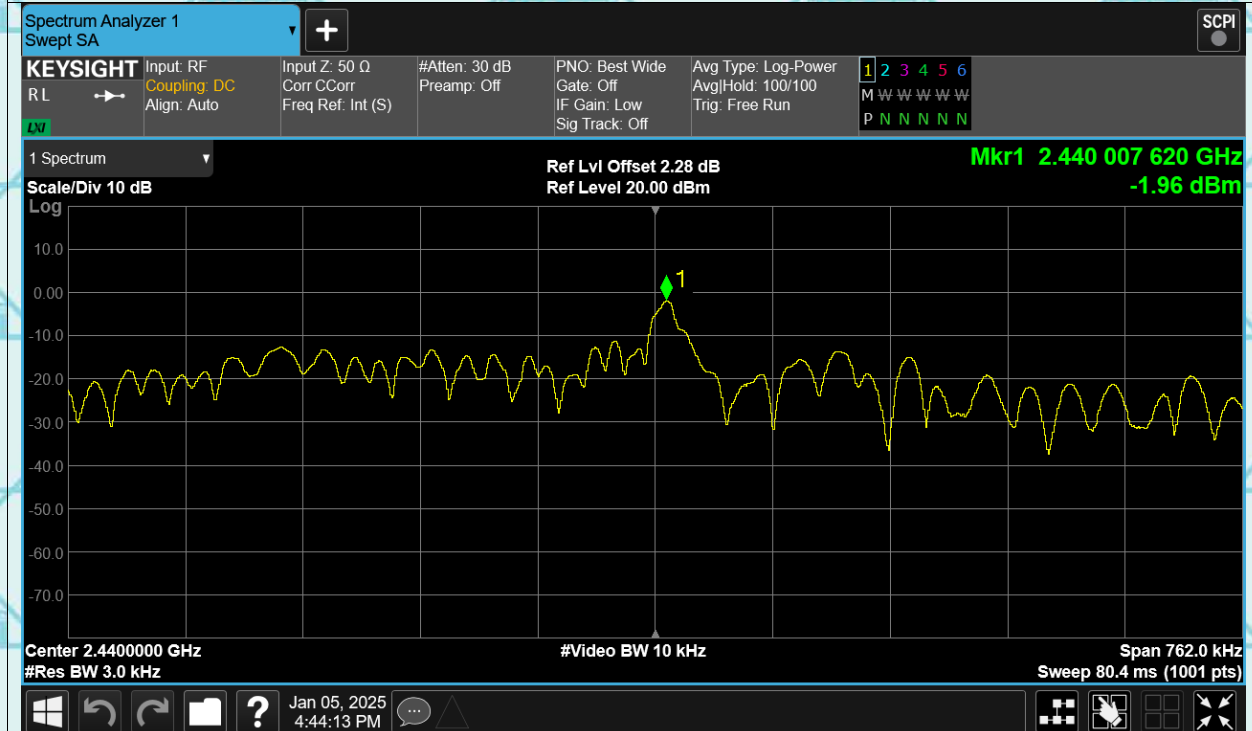 Spectrum Analyzer 1
Swept SA
SCPI
KEYSIGHT
RL
LXI
Input: RF
Coupling: DC
Align: Auto
Input Z: 50 Ω
Corr CCorr
Freq Ref: Int (S)
#Atten: 30 dB
Preamp: Off
PNO: Best Wide
Gate: Off
IF Gain: Low
Sig Track: Off
Avg Type: Log-Power
Avg|Hold: 100/100
Trig: Free Run
1 2 3 4 5 6
M W W W W W W
P N N N N N N
1 Spectrum
Scale/Div 10 dB
Log
Ref Lvl Offset 2.28 dB
Ref Level 20.00 dBm
Mkr1 2.440 007 620 GHz
-1.96 dBm
1
10.0
0.00
-10.0
-20.0
-30.0
-40.0
-50.0
-60.0
-70.0
Center 2.4400000 GHz
#Res BW 3.0 kHz
#Video BW 10 kHz
Span 762.0 kHz
Sweep 80.4 ms (1001 pts)
?
Jan 05, 2025
4:44:13 PM